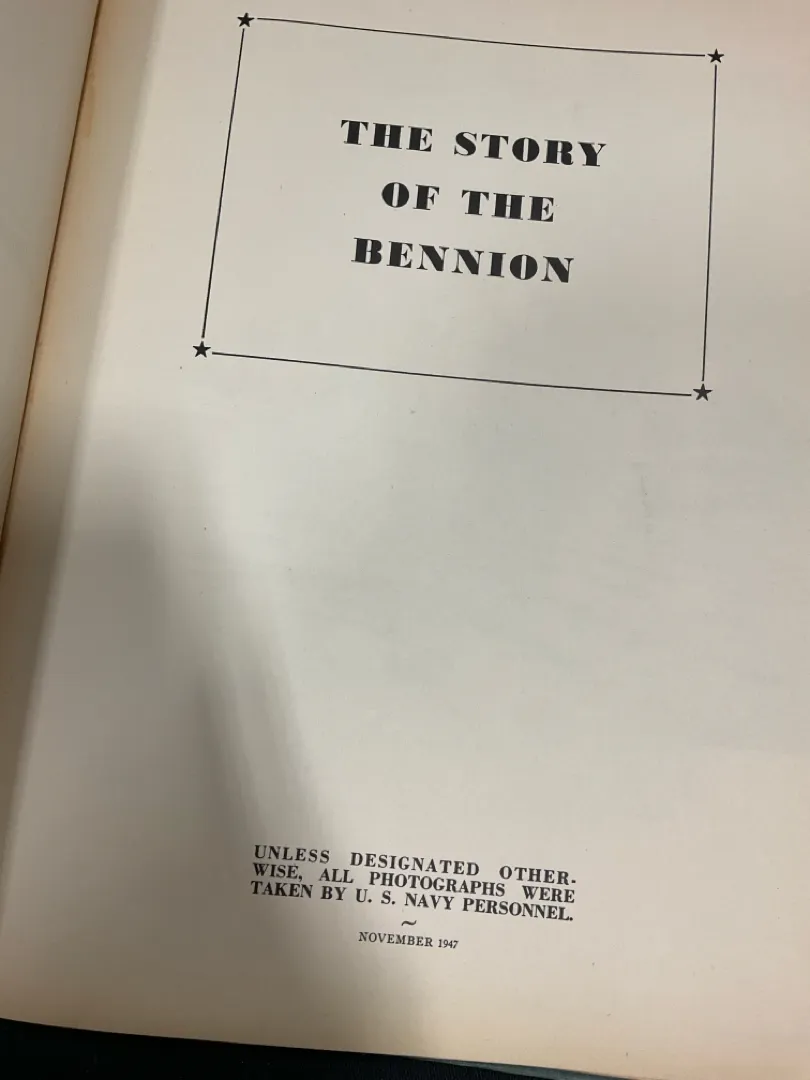 THE STORY
OF THE
BENNION
UNLESS DESIGNATED OTHER-
WISE, ALL PHOTOGRAPHS WERE
TAKEN BY U. S. NAVY PERSONNEL.
~
NOVEMBER 1947